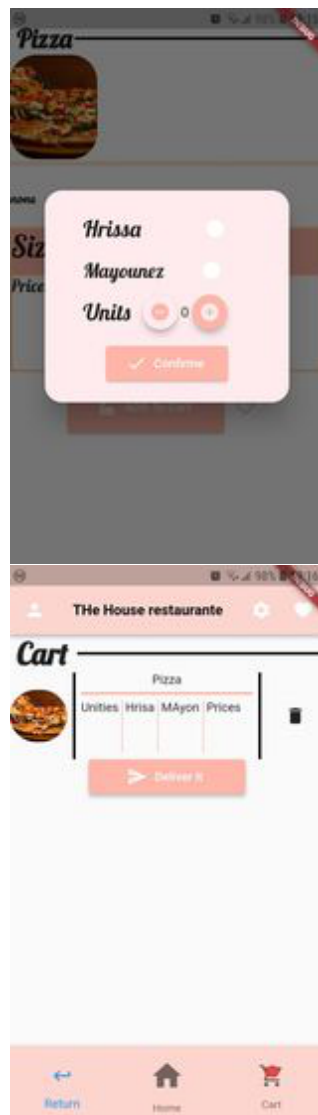 Pizza
Siz
Price
Hrissa
Mayounez
Units 0
Confirme
98% 
THe House restaurante
Cart
Pizza
Unities Hrisa MAyon Prices
Deliver it
Return Home Cart